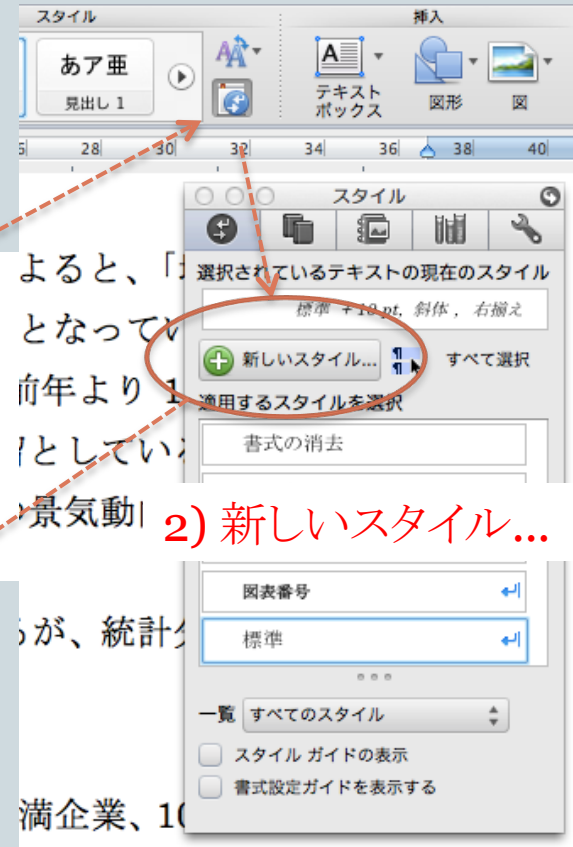 スタイル
挿入
あア亜
見出し 1
テキスト
ボックス
図形
図
28 30 32 34 36 38 40
スタイル
よると、「
選択されているテキストの現在のスタイル
標準 + 10 pt, 斜体, 右揃え
となってい
新しいスタイル...
すべて選択
前年より 1
適用するスタイルを選択
としている
書式の消去
景気動
2) 新しいスタイル...
図表番号
が、統計
標準
一覧 すべてのスタイル
スタイル ガイドの表示
書式設定ガイドを表示する
満企業、10